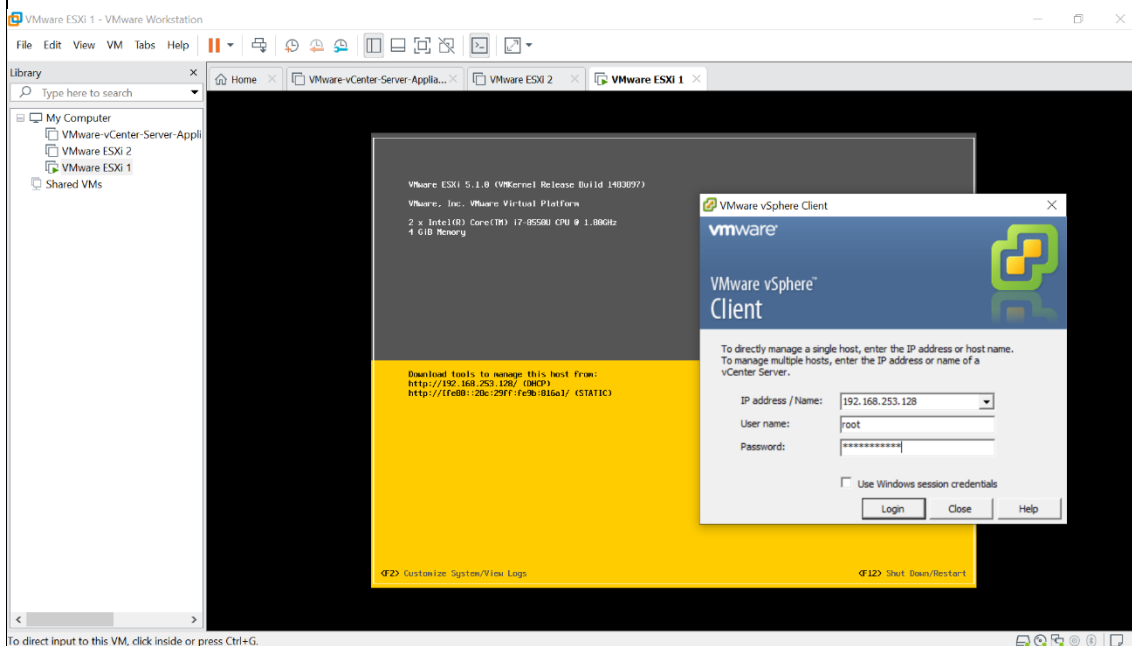 VMware ESXi 1 - VMware Workstation
File Edit View VM Tabs Help
Library
Type here to search
My Computer
VMware-vCenter-Server-Appli
VMware ESXi 2
VMware ESXi 1
Shared VMs
Home
VMware-vCenter-Server-Applia...
VMware ESXi 2
VMware ESXi 1
VMware ESXi 5.1.0 (VMKernel Release Build 1483097)
VMware, Inc. VMware Virtual Platform
2 x Intel(R) Core(TM) i7-8550U CPU @ 1.80GHz
4 GiB Memory
Download tools to manage this host from:
http://192.168.253.128/ (DHCP)
http://[fe80::20c:29ff:fe9b:816a]/ (STATIC)
<F2> Customize System/View Logs
<F12> Shut Down/Restart
VMware vSphere Client
vmware
VMware vSphere™
Client
To directly manage a single host, enter the IP address or host name.
To manage multiple hosts, enter the IP address or name of a
vCenter Server.
IP address / Name: 192.168.253.128
User name: root
Password: ***********
Use Windows session credentials
Login Close Help
To direct input to this VM, click inside or press Ctrl+G.